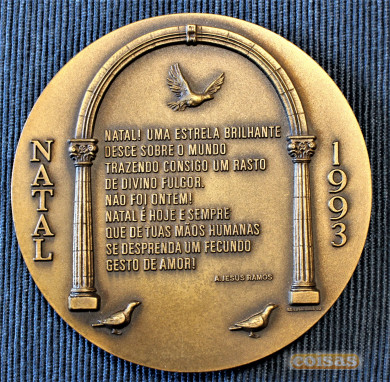 NATAL
NATAL! UMA ESTRELA BRILHANTE
DESCE SOBRE O MUNDO
TRAZENDO CONSIGO UM RASTO
DE DIVINO FULGOR.
NÃO FOI ONTEM!
NATAL É HOJE E SEMPRE
QUE DE TUAS MÃOS HUMANAS
SE DESPRENDA UM FECUNDO
GESTO DE AMOR!
A. JESUS RAMOS
1993
coisas